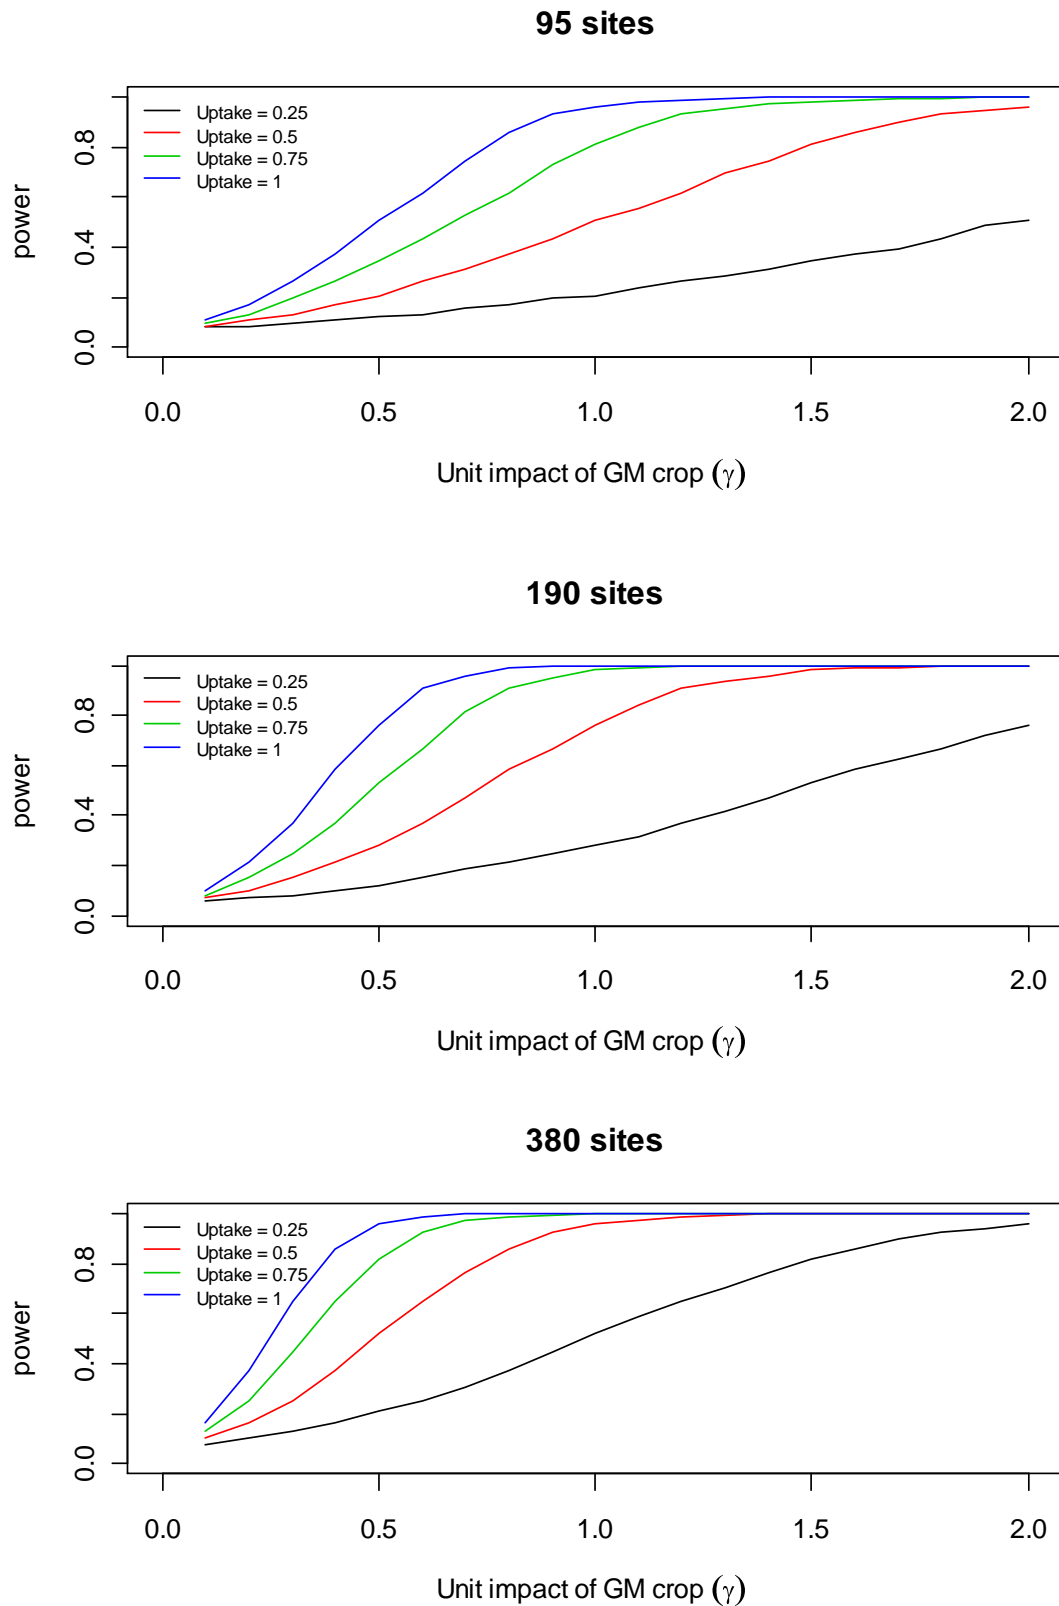 95 sites
Uptake = 0.25
Uptake = 0.5
Uptake = 0.75
Uptake = 1
power
0.0 0.4 0.8
0.0 0.5 1.0 1.5 2.0
Unit impact of GM crop (γ)
190 sites
Uptake = 0.25
Uptake = 0.5
Uptake = 0.75
Uptake = 1
power
0.0 0.4 0.8
0.0 0.5 1.0 1.5 2.0
Unit impact of GM crop (γ)
380 sites
Uptake = 0.25
Uptake = 0.5
Uptake = 0.75
Uptake = 1
power
0.0 0.4 0.8
0.0 0.5 1.0 1.5 2.0
Unit impact of GM crop (γ)